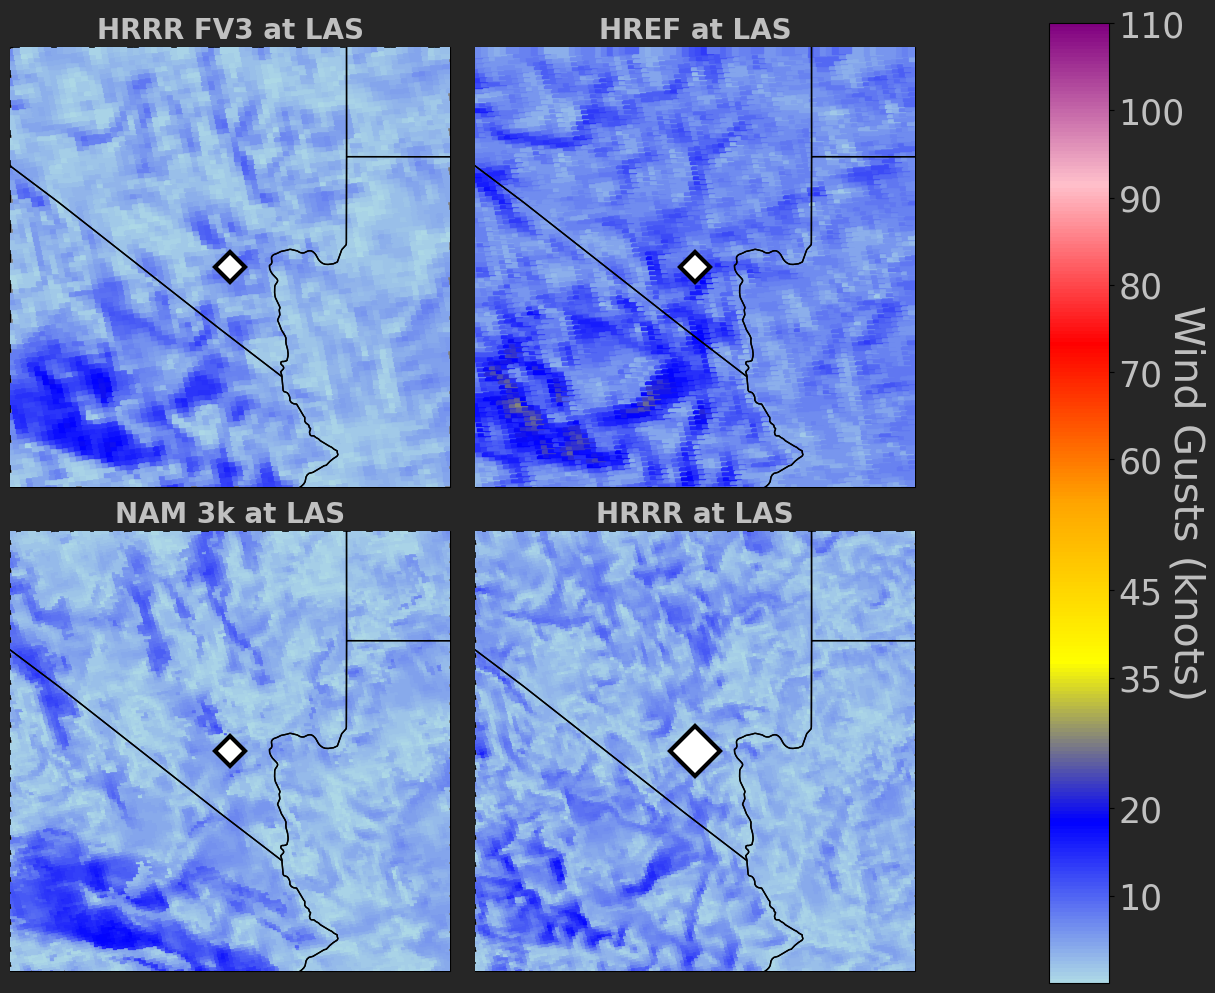 HRRR FV3 at LAS
HREF at LAS
NAM 3k at LAS
HRRR at LAS
110
100
90
80
70
60
45
35
20
10
Wind Gusts (knots)